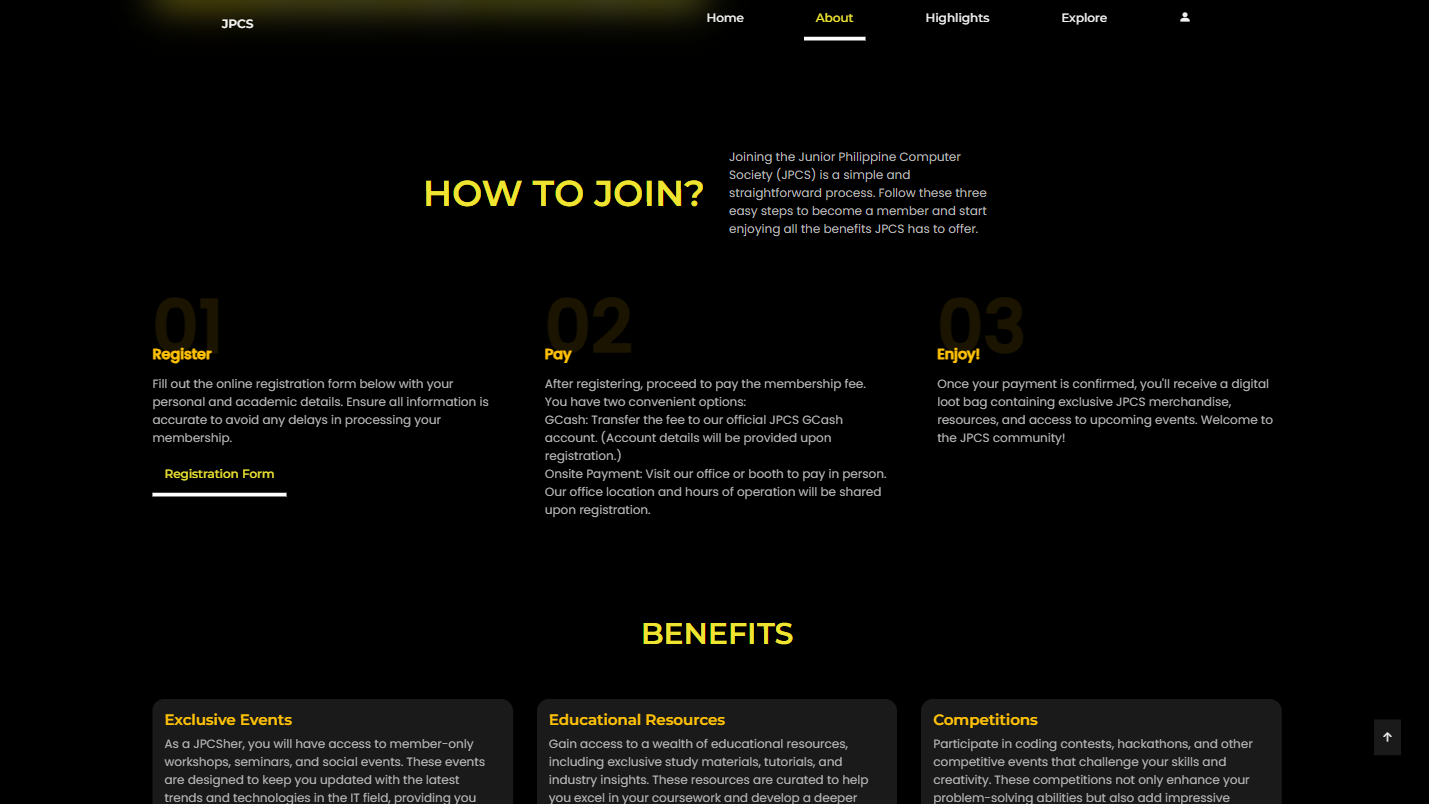 JPCS
Home
About
Highlights
Explore
HOW TO JOIN?
Joining the Junior Philippine Computer
Society (JPCS) is a simple and
straightforward process. Follow these three
easy steps to become a member and start
enjoying all the benefits JPCS has to offer.
01
Register
Fill out the online registration form below with your
personal and academic details. Ensure all information is
accurate to avoid any delays in processing your
membership.
Registration Form
02
Pay
After registering, proceed to pay the membership fee.
You have two convenient options:
GCash: Transfer the fee to our official JPCS GCash
account. (Account details will be provided upon
registration.)
Onsite Payment: Visit our office or booth to pay in person.
Our office location and hours of operation will be shared
upon registration.
03
Enjoy!
Once your payment is confirmed, you'll receive a digital
loot bag containing exclusive JPCS merchandise,
resources, and access to upcoming events. Welcome to
the JPCS community!
BENEFITS
Exclusive Events
As a JPCSher, you will have access to member-only
workshops, seminars, and social events. These events
are designed to keep you updated with the latest
trends and technologies in the IT field, providing you
Educational Resources
Gain access to a wealth of educational resources,
including exclusive study materials, tutorials, and
industry insights. These resources are curated to help
you excel in your coursework and develop a deeper
Competitions
Participate in coding contests, hackathons, and other
competitive events that challenge your skills and
creativity. These competitions not only enhance your
problem-solving abilities but also add impressive